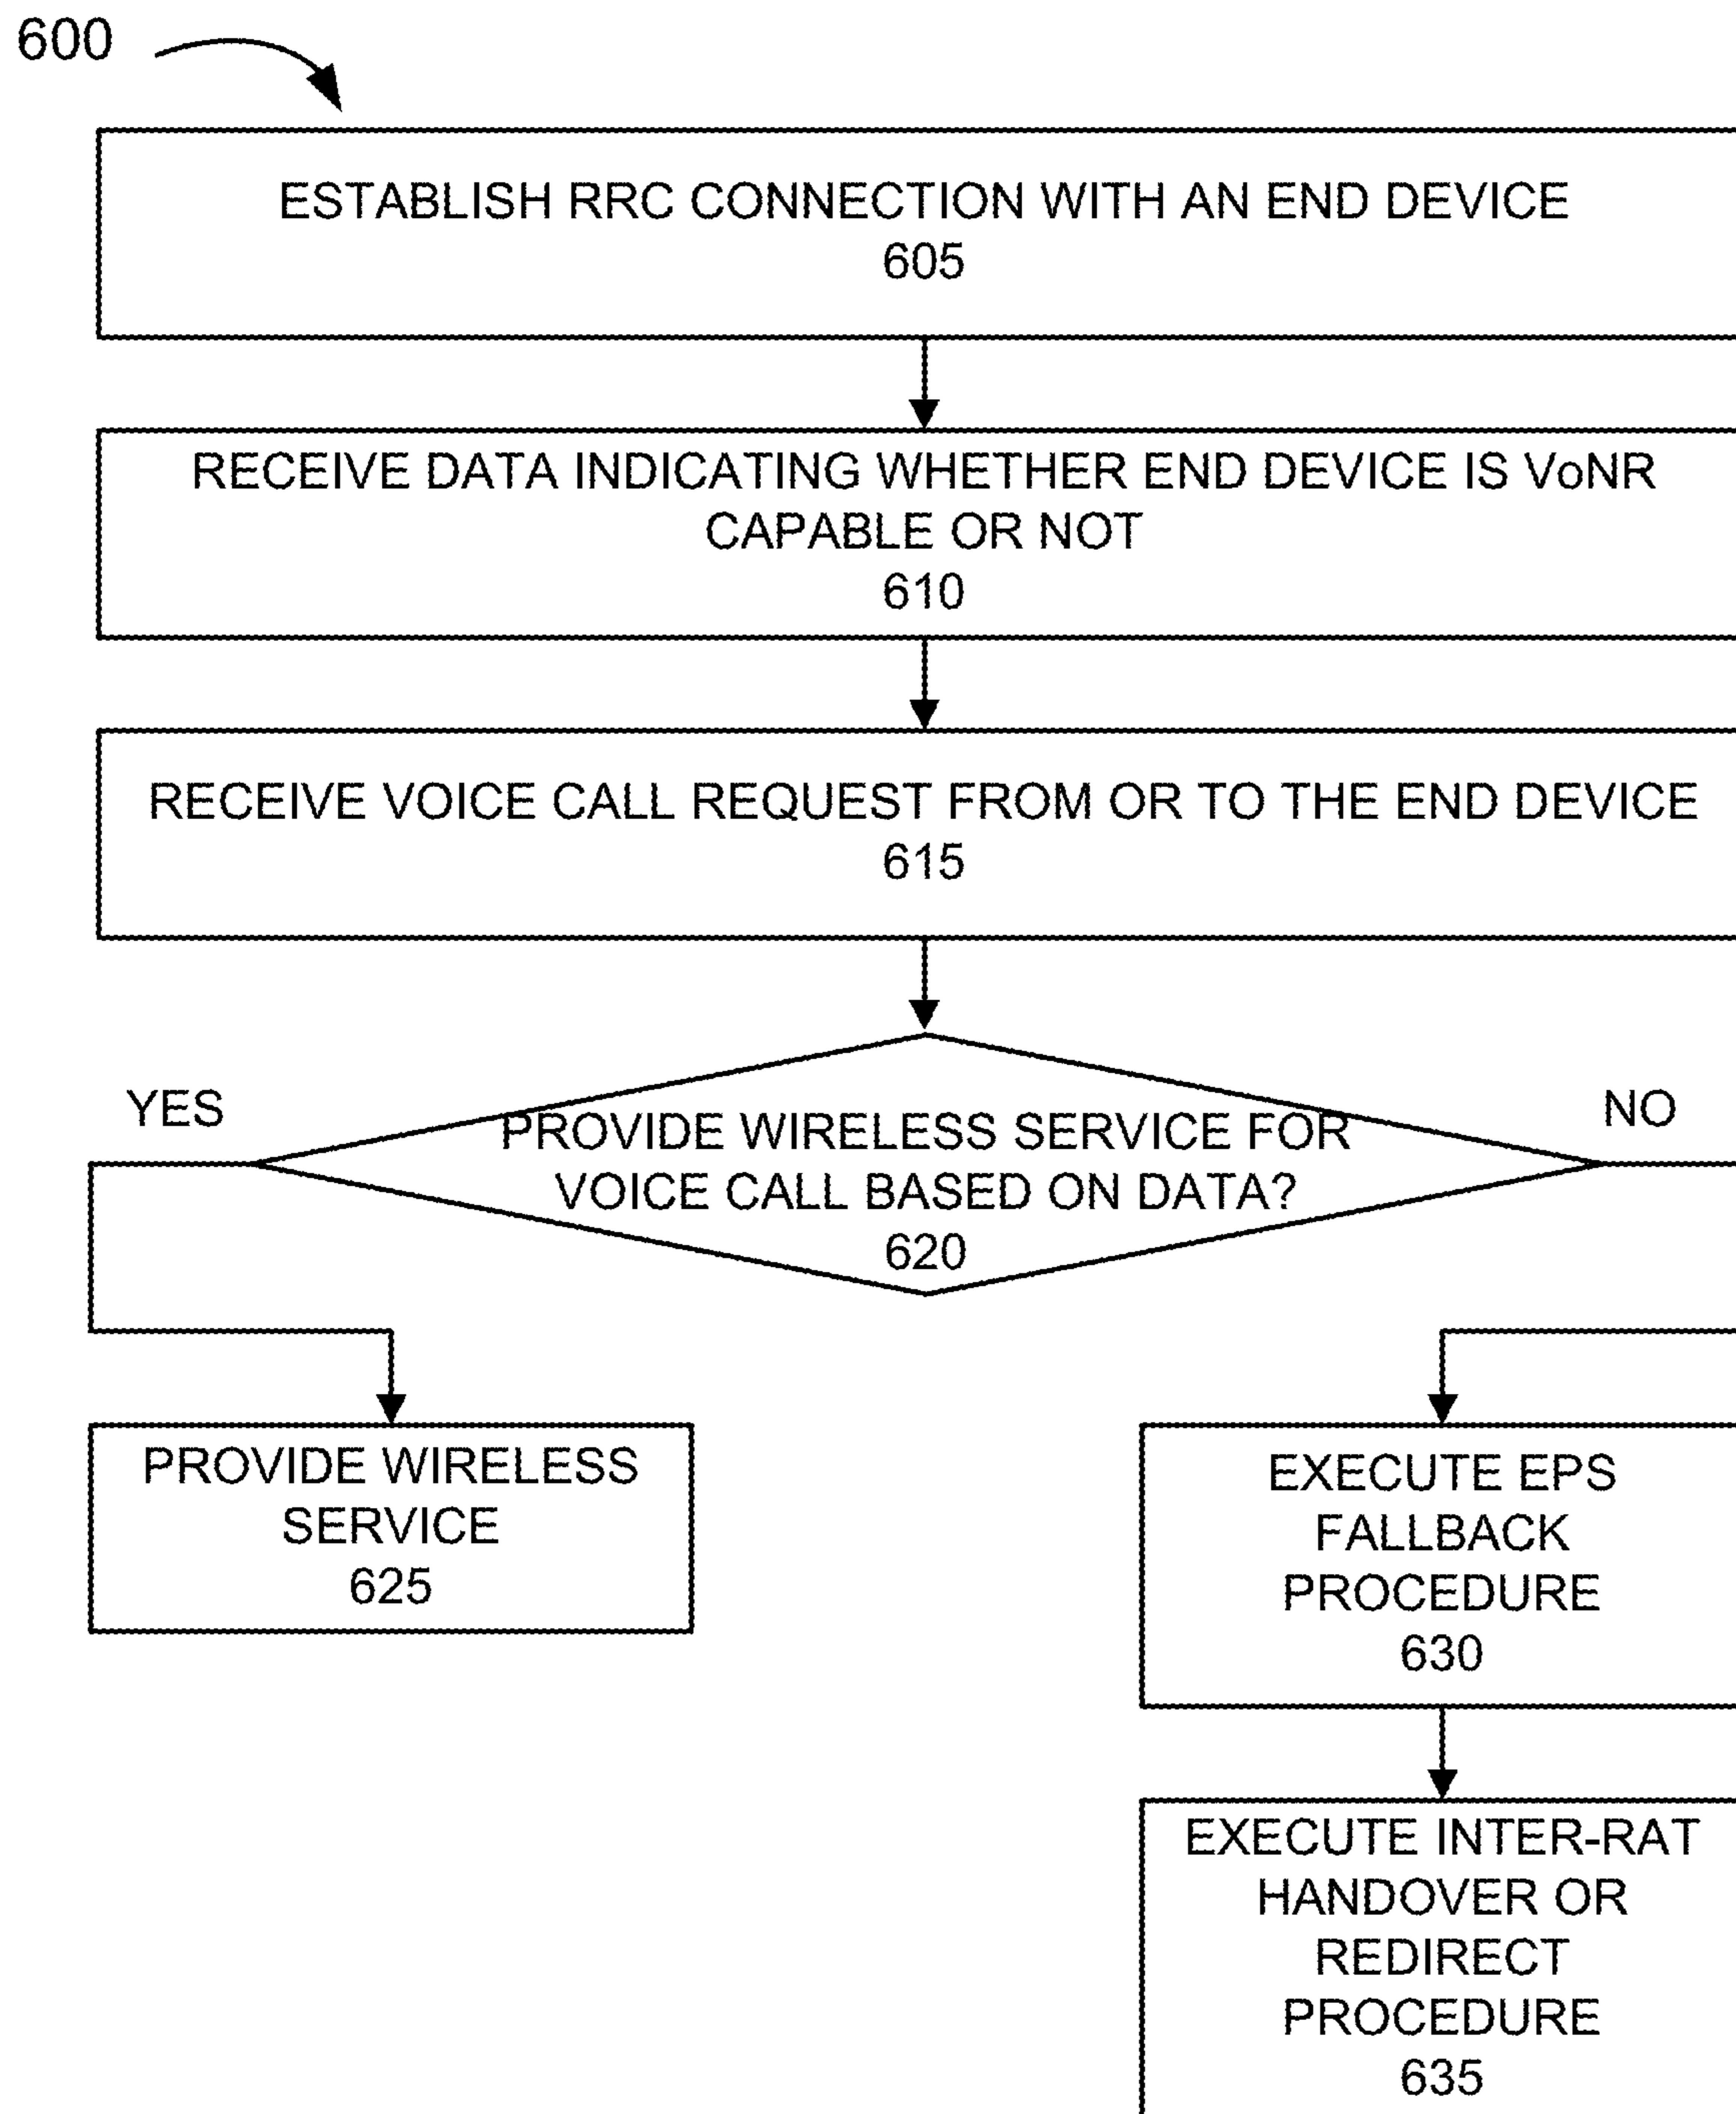 600
ESTABLISH RRC CONNECTION WITH AN END DEVICE
605
RECEIVE DATA INDICATING WHETHER END DEVICE IS VoNR
CAPABLE OR NOT
610
RECEIVE VOICE CALL REQUEST FROM OR TO THE END DEVICE
615
YES
NO
PROVIDE WIRELESS SERVICE FOR
VOICE CALL BASED ON DATA?
620
PROVIDE WIRELESS
SERVICE
625
EXECUTE EPS
FALLBACK
PROCEDURE
630
EXECUTE INTER-RAT
HANDOVER OR
REDIRECT
PROCEDURE
635